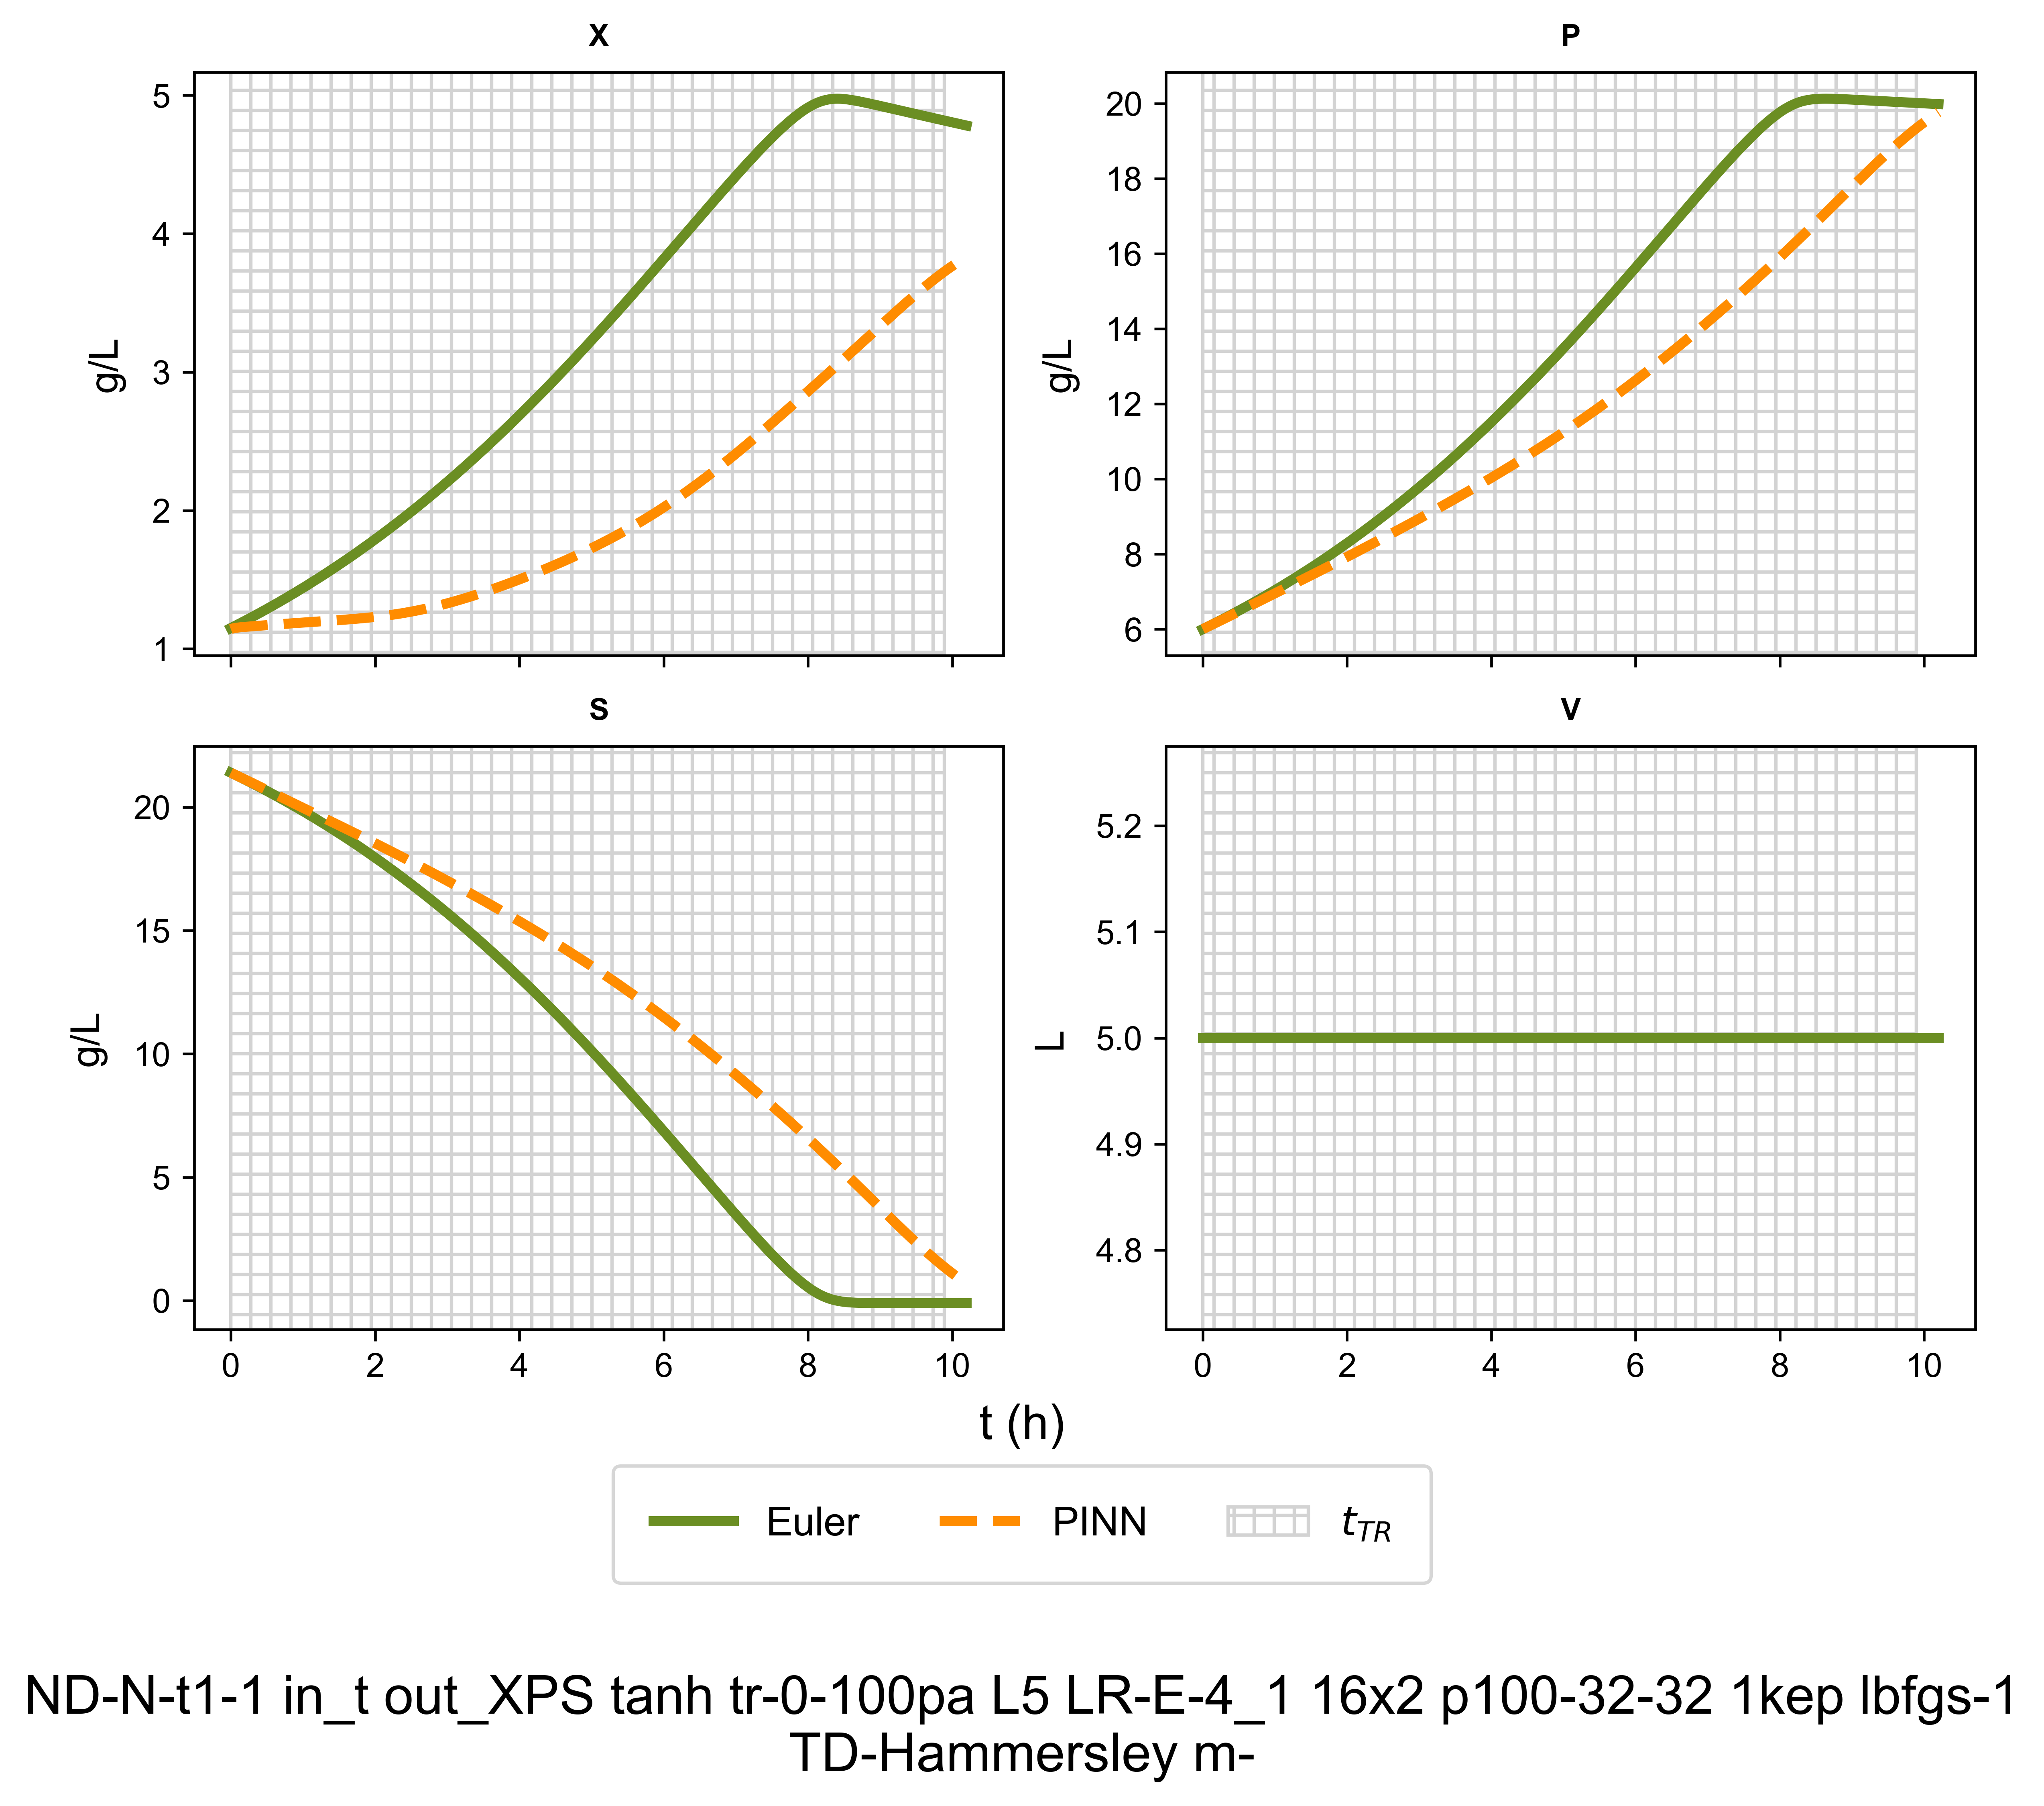 X
P
5
4
3
2
1
g/L
20
18
16
14
12
10
8
6
g/L
S
V
20
15
10
5
0
g/L
5.2
5.1
5.0
4.9
4.8
L
0 2 4 6 8 10
0 2 4 6 8 10
t (h)
Euler PINN t_TR
ND-N-t1-1 in_t out_XPS tanh tr-0-100pa L5 LR-E-4_1 16x2 p100-32-32 1kep lbfgs-1
TD-Hammersley m-